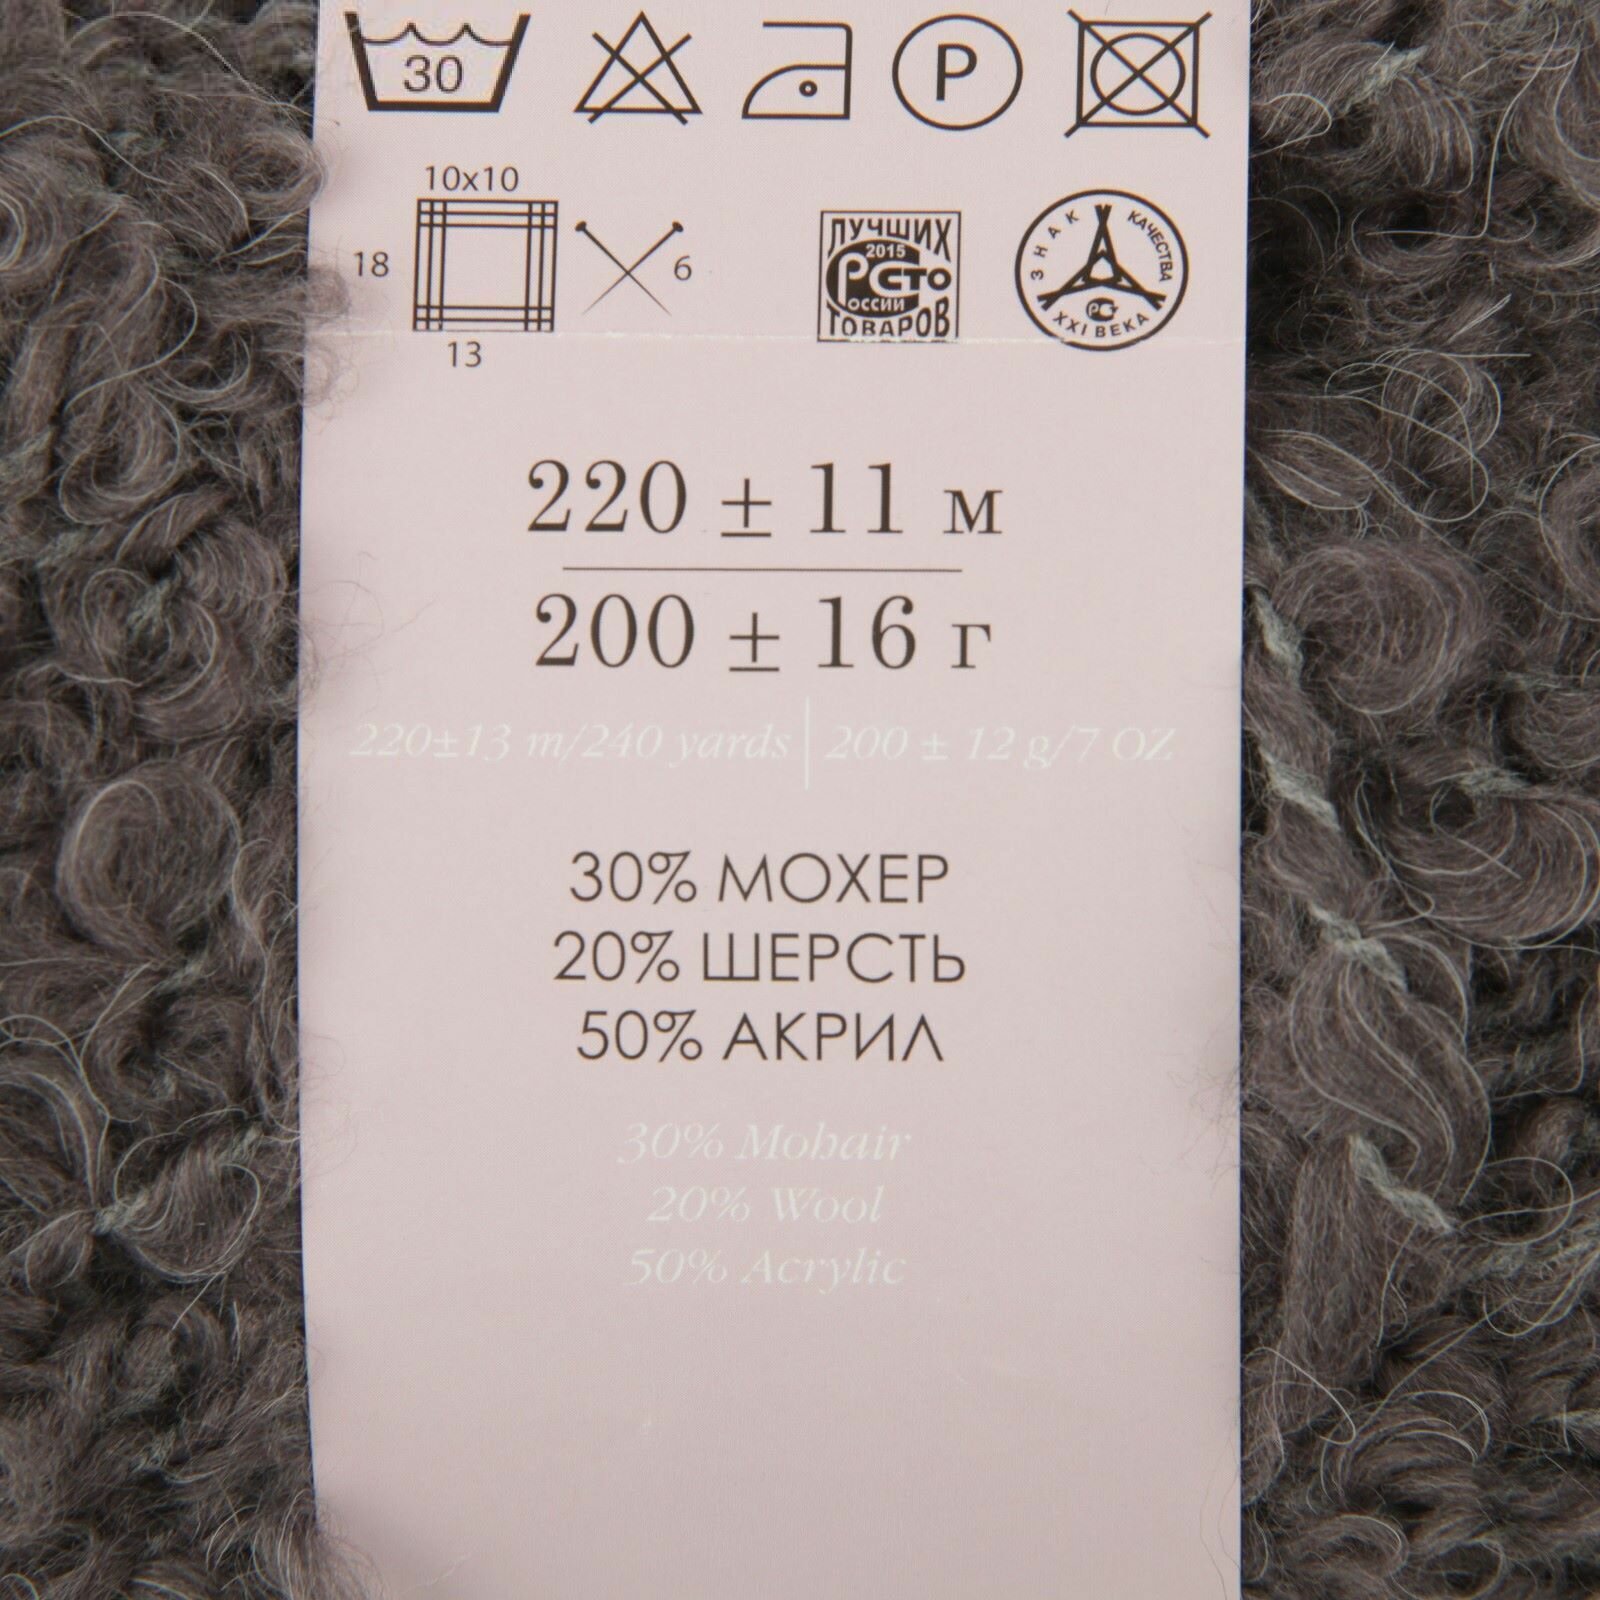 30
P
10x10
18
6
13
ЛУЧШИХ
2015
СТО
РОССИИ
ТОВАРОВ
ЗНАК КАЧЕСТВА
XXI ВЕКА
220 ± 11 м
200 ± 16 г
220±13 m/240 yards | 200 ± 12 g/7 OZ
30% МОХЕР
20% ШЕРСТЬ
50% АКРИЛ
30% Mohair
20% Wool
50% Acrylic